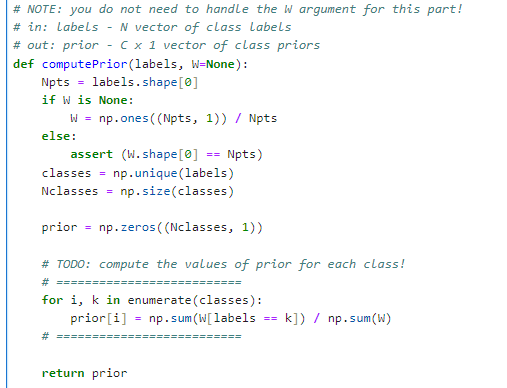 # NOTE: you do not need to handle the W argument for this part!
# in: labels - N vector of class labels
# out: prior - C x 1 vector of class priors
def computePrior(labels, W=None):
    Npts = labels.shape[0]
    if W is None:
        W = np.ones((Npts, 1)) / Npts
    else:
        assert (W.shape[0] == Npts)
    classes = np.unique(labels)
    Nclasses = np.size(classes)

    prior = np.zeros((Nclasses, 1))

    # TODO: compute the values of prior for each class!
    # ==========================
    for i, k in enumerate(classes):
        prior[i] = np.sum(W[labels == k]) / np.sum(W)
    # ==========================

    return prior